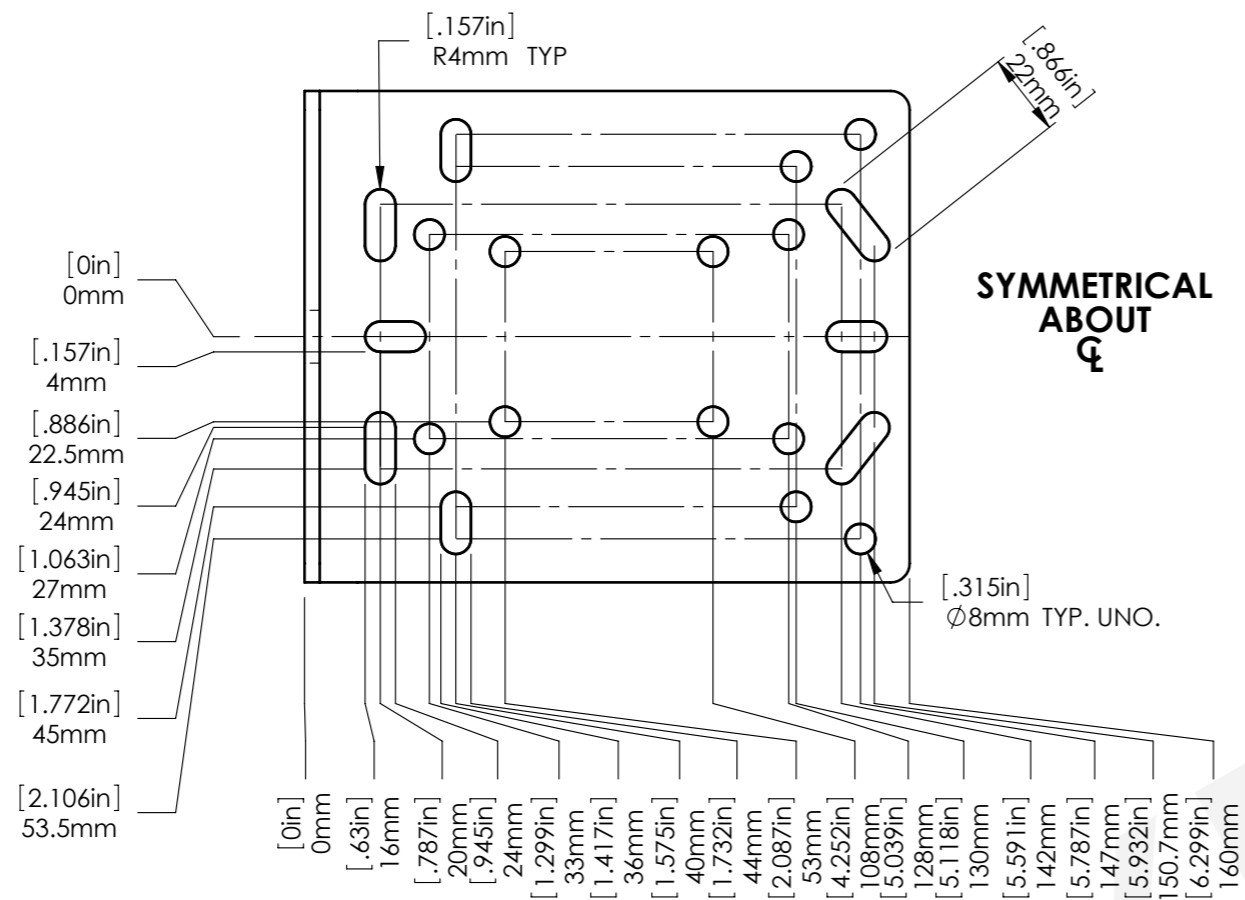 [.157in]
R4mm TYP
[.866in]
22mm
[0in]
0mm
SYMMETRICAL
ABOUT
℄
[.157in]
4mm
[.886in]
22.5mm
[.945in]
24mm
[1.063in]
27mm
[1.378in]
35mm
[1.772in]
45mm
[2.106in]
53.5mm
[.315in]
∅8mm TYP. UNO.
[0in]
0mm
[.63in]
16mm
[.787in]
20mm
[.945in]
24mm
[1.299in]
33mm
[1.417in]
36mm
[1.575in]
40mm
[1.732in]
44mm
[2.087in]
53mm
[4.252in]
108mm
[5.039in]
128mm
[5.118in]
130mm
[5.591in]
142mm
[5.787in]
147mm
[5.932in]
150.7mm
[6.299in]
160mm